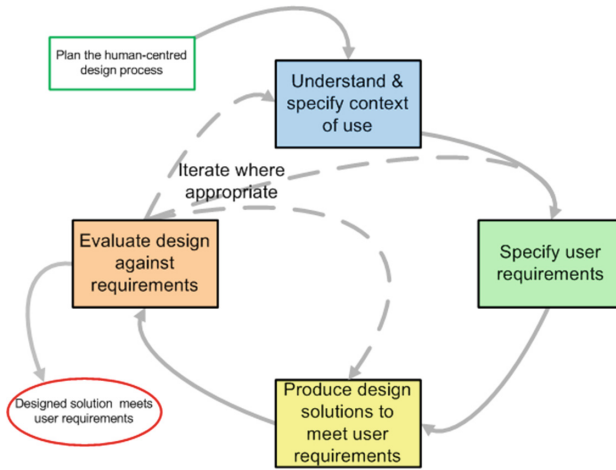 Plan the human-centred
design process
Understand &
specify context
of use
Iterate where
appropriate
Evaluate design
against
requirements
Specify user
requirements
Designed solution meets
user requirements
Produce design
solutions to
meet user
requirements